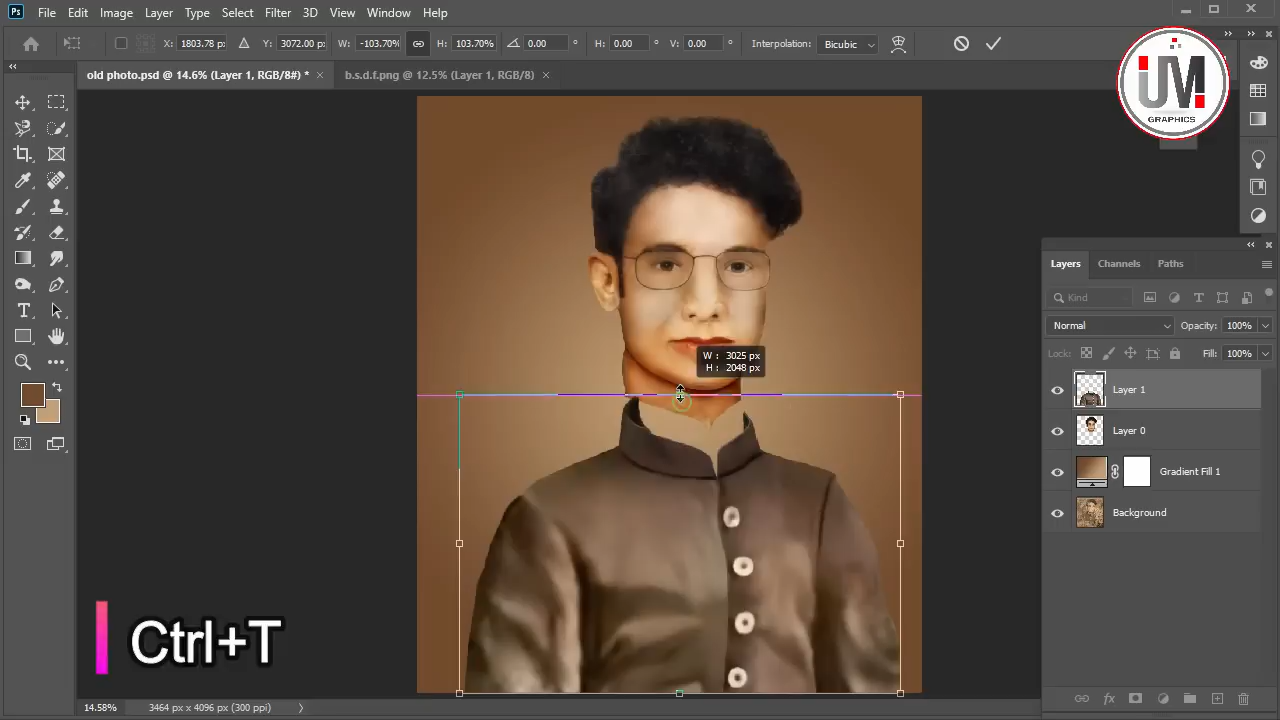 Ps File Edit Image Layer Type Select Filter 3D View Window Help
X: 1803.78 px Y: 3072.00 px W: -103.70% H: 103.70% 0.00 ° H: 0.00 ° V: 0.00 ° Interpolation: Bicubic
old photo.psd @ 14.6% (Layer 1, RGB/8#) * × b.s.d.f.png @ 12.5% (Layer 1, RGB/8) ×
UM
GRAPHICS
Layers Channels Paths
Kind
Normal Opacity: 100%
Lock: Fill: 100%
W : 3025 px
H : 2048 px
Layer 1
Layer 0
Gradient Fill 1
Background
Ctrl+T
14.58% 3464 px x 4096 px (300 ppi)